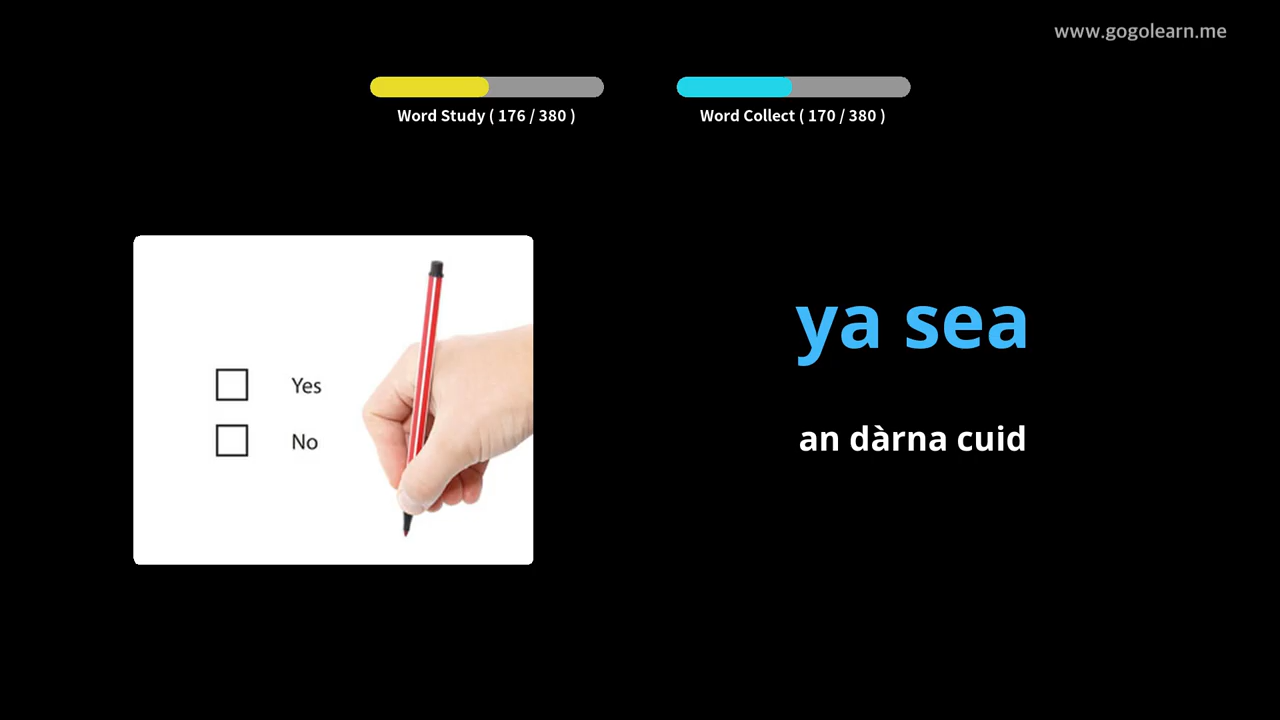 www.gogolearn.me
Word Study ( 176 / 380 )
Word Collect ( 170 / 380 )
Yes
No
ya sea
an dàrna cuid